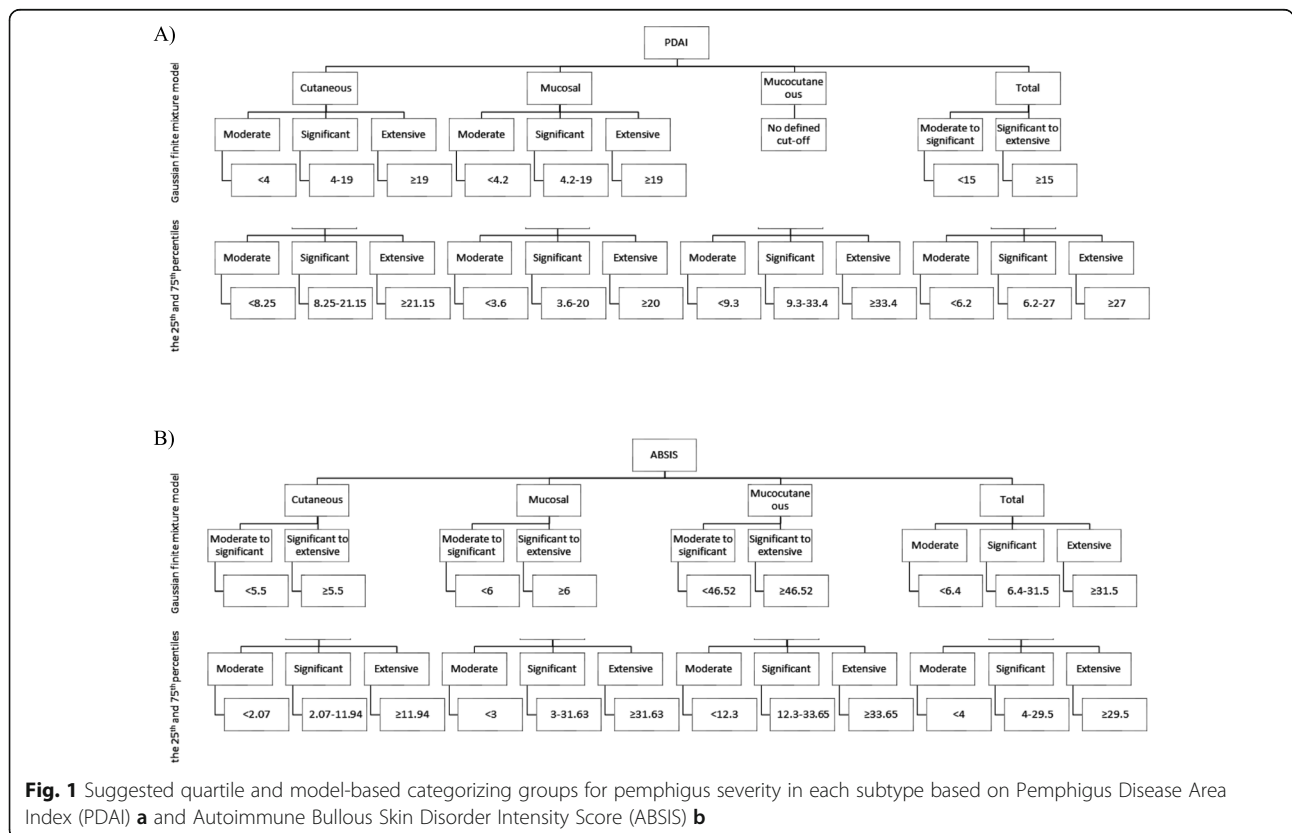 A)
PDAI
Gaussian finite mixture model
Cutaneous
Mucosal
Mucocutane
ous
Total
Moderate
Significant
Extensive
Moderate
Significant
Extensive
No defined
cut-off
Moderate to
significant
Significant to
extensive
<4
4-19
≥19
<4.2
4.2-19
≥19
<15
≥15
the 25th and 75th percentiles
Moderate
Significant
Extensive
Moderate
Significant
Extensive
Moderate
Significant
Extensive
Moderate
Significant
Extensive
<8.25
8.25-21.15
≥21.15
<3.6
3.6-20
≥20
<9.3
9.3-33.4
≥33.4
<6.2
6.2-27
≥27
B)
ABSIS
Gaussian finite mixture model
Cutaneous
Mucosal
Mucocutane
ous
Total
Moderate to
significant
Significant to
extensive
Moderate to
significant
Significant to
extensive
Moderate to
significant
Significant to
extensive
Moderate
Significant
Extensive
<5.5
≥5.5
<6
≥6
<46.52
≥46.52
<6.4
6.4-31.5
≥31.5
the 25th and 75th percentiles
Moderate
Significant
Extensive
Moderate
Significant
Extensive
Moderate
Significant
Extensive
Moderate
Significant
Extensive
<2.07
2.07-11.94
≥11.94
<3
3-31.63
≥31.63
<12.3
12.3-33.65
≥33.65
<4
4-29.5
≥29.5
Fig. 1 Suggested quartile and model-based categorizing groups for pemphigus severity in each subtype based on Pemphigus Disease Area
Index (PDAI) a and Autoimmune Bullous Skin Disorder Intensity Score (ABSIS) b